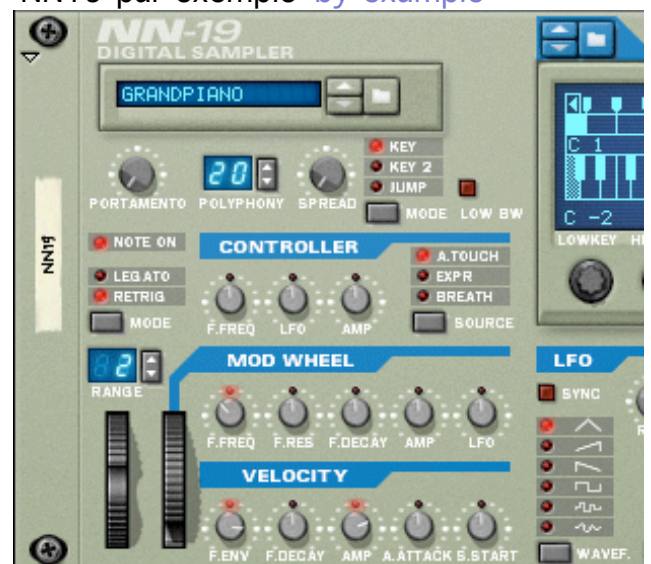 NN19 par exemple by example
NN-19
DIGITAL SAMPLER
GRANDPIANO
KEY
KEY 2
JUMP
PORTAMENTO POLYPHONY SPREAD
20
MODE LOW BW
C 1
C -2
LOWKEY
NN19
NOTE ON
LEGATO
RETRIG
MODE
CONTROLLER
A.TOUCH
EXPR
BREATH
F.FREQ LFO AMP
SOURCE
2
RANGE
MOD WHEEL
F.FREQ F.RES F.DECAY AMP LFO
VELOCITY
F.ENV F.DECAY AMP A.ATTACK S.START
LFO
SYNC
WAVEF.